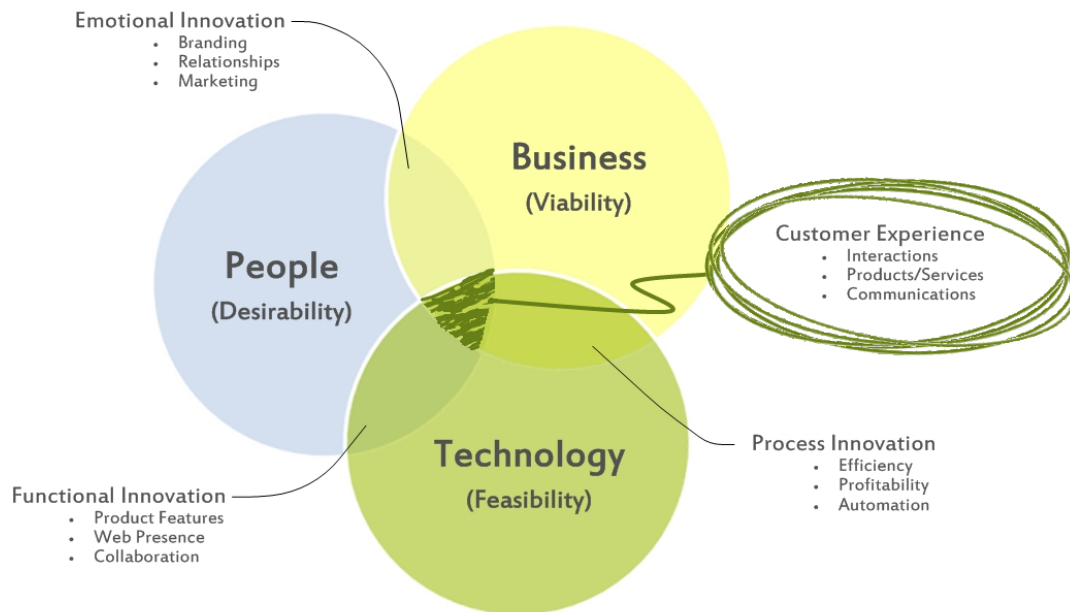 Emotional Innovation
• Branding
• Relationships
• Marketing
Business
(Viability)
People
(Desirability)
Customer Experience
• Interactions
• Products/Services
• Communications
Technology
(Feasibility)
Process Innovation
• Efficiency
• Profitability
• Automation
Functional Innovation
• Product Features
• Web Presence
• Collaboration